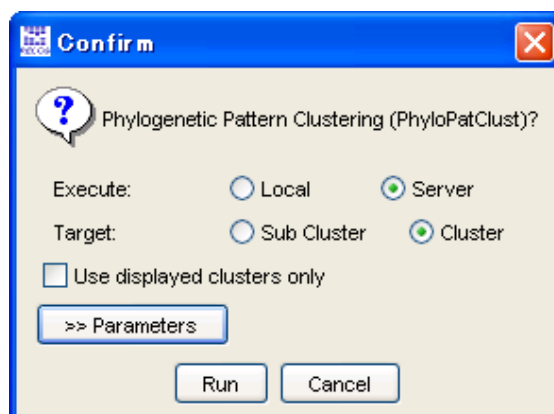 Confirm
Phylogenetic Pattern Clustering (PhyloPatClust)?
Execute: Local Server
Target: Sub Cluster Cluster
Use displayed clusters only
>> Parameters
Run Cancel